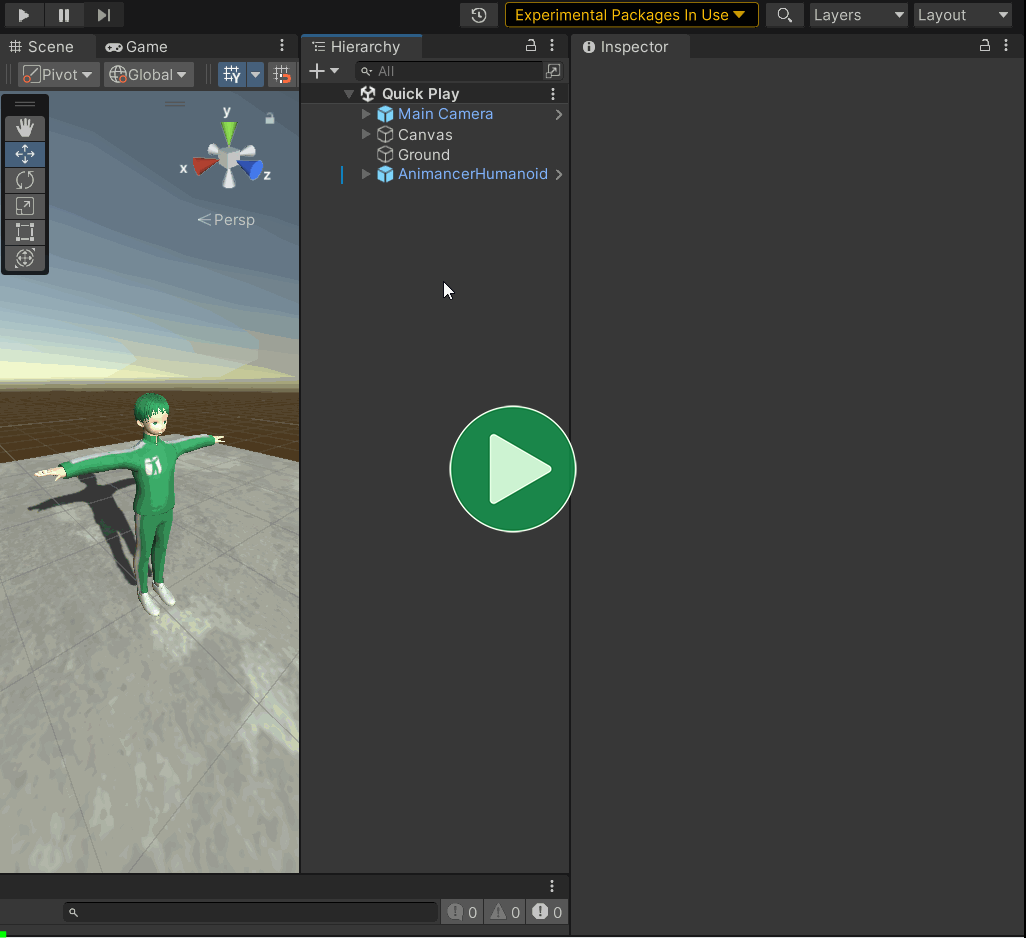 Experimental Packages In Use
Layers
Layout
Scene
Game
Hierarchy
Inspector
Pivot
Global
All
Quick Play
Main Camera
Canvas
Ground
AnimancerHumanoid
y
x
z
Persp
0
0
0